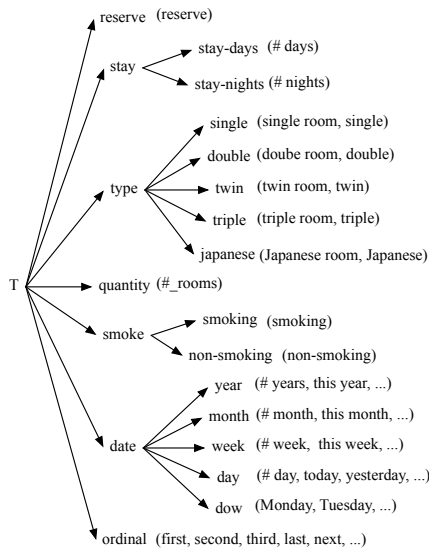 reserve (reserve)
stay
stay-days (# days)
stay-nights (# nights)
type
single (single room, single)
double (doube room, double)
twin (twin room, twin)
triple (triple room, triple)
japanese (Japanese room, Japanese)
T
quantity (#_rooms)
smoke
smoking (smoking)
non-smoking (non-smoking)
date
year (# years, this year, ...)
month (# month, this month, ...)
week (# week, this week, ...)
day (# day, today, yesterday, ...)
dow (Monday, Tuesday, ...)
ordinal (first, second, third, last, next, ...)